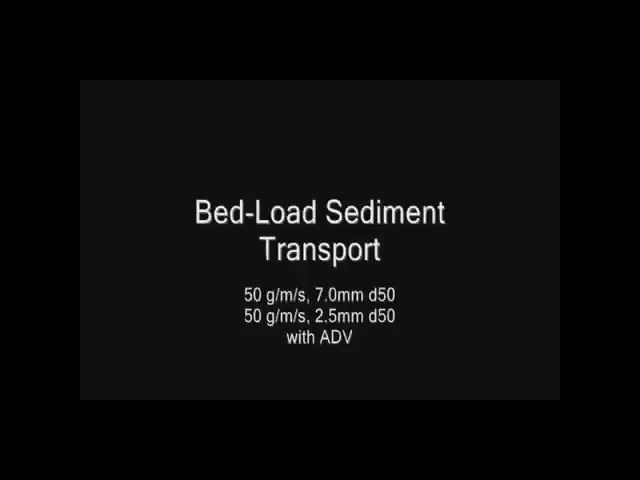 Bed-Load Sediment
Transport
50 g/m/s, 7.0mm d50
50 g/m/s, 2.5mm d50
with ADV